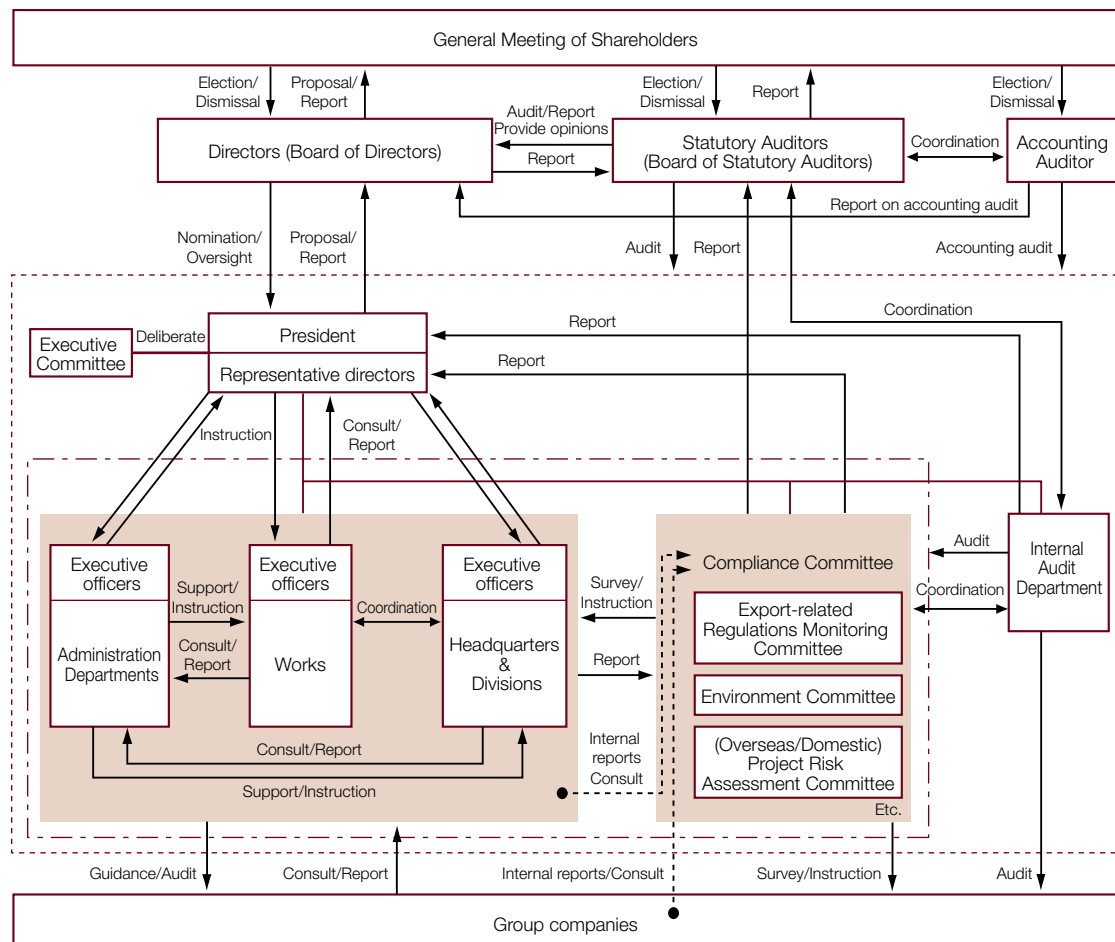 General Meeting of Shareholders
Election/
Dismissal
Proposal/
Report
Election/
Dismissal
Report
Election/
Dismissal
Audit/Report
Provide opinions
Directors (Board of Directors)
Report
Statutory Auditors
(Board of Statutory Auditors)
Coordination
Accounting
Auditor
Report on accounting audit
Nomination/
Oversight
Proposal/
Report
Audit
Report
Accounting audit
Executive
Committee
Deliberate
President
Representative directors
Report
Report
Coordination
Instruction
Consult/
Report
Executive
officers
Administration
Departments
Support/
Instruction
Consult/
Report
Executive
officers
Works
Coordination
Executive
officers
Headquarters
&
Divisions
Consult/Report
Support/Instruction
Survey/
Instruction
Report
Internal
reports
Consult
Compliance Committee
Export-related
Regulations Monitoring
Committee
Environment Committee
(Overseas/Domestic)
Project Risk
Assessment Committee
Etc.
Audit
Coordination
Internal
Audit
Department
Guidance/Audit
Consult/Report
Internal reports/Consult
Survey/Instruction
Audit
Group companies